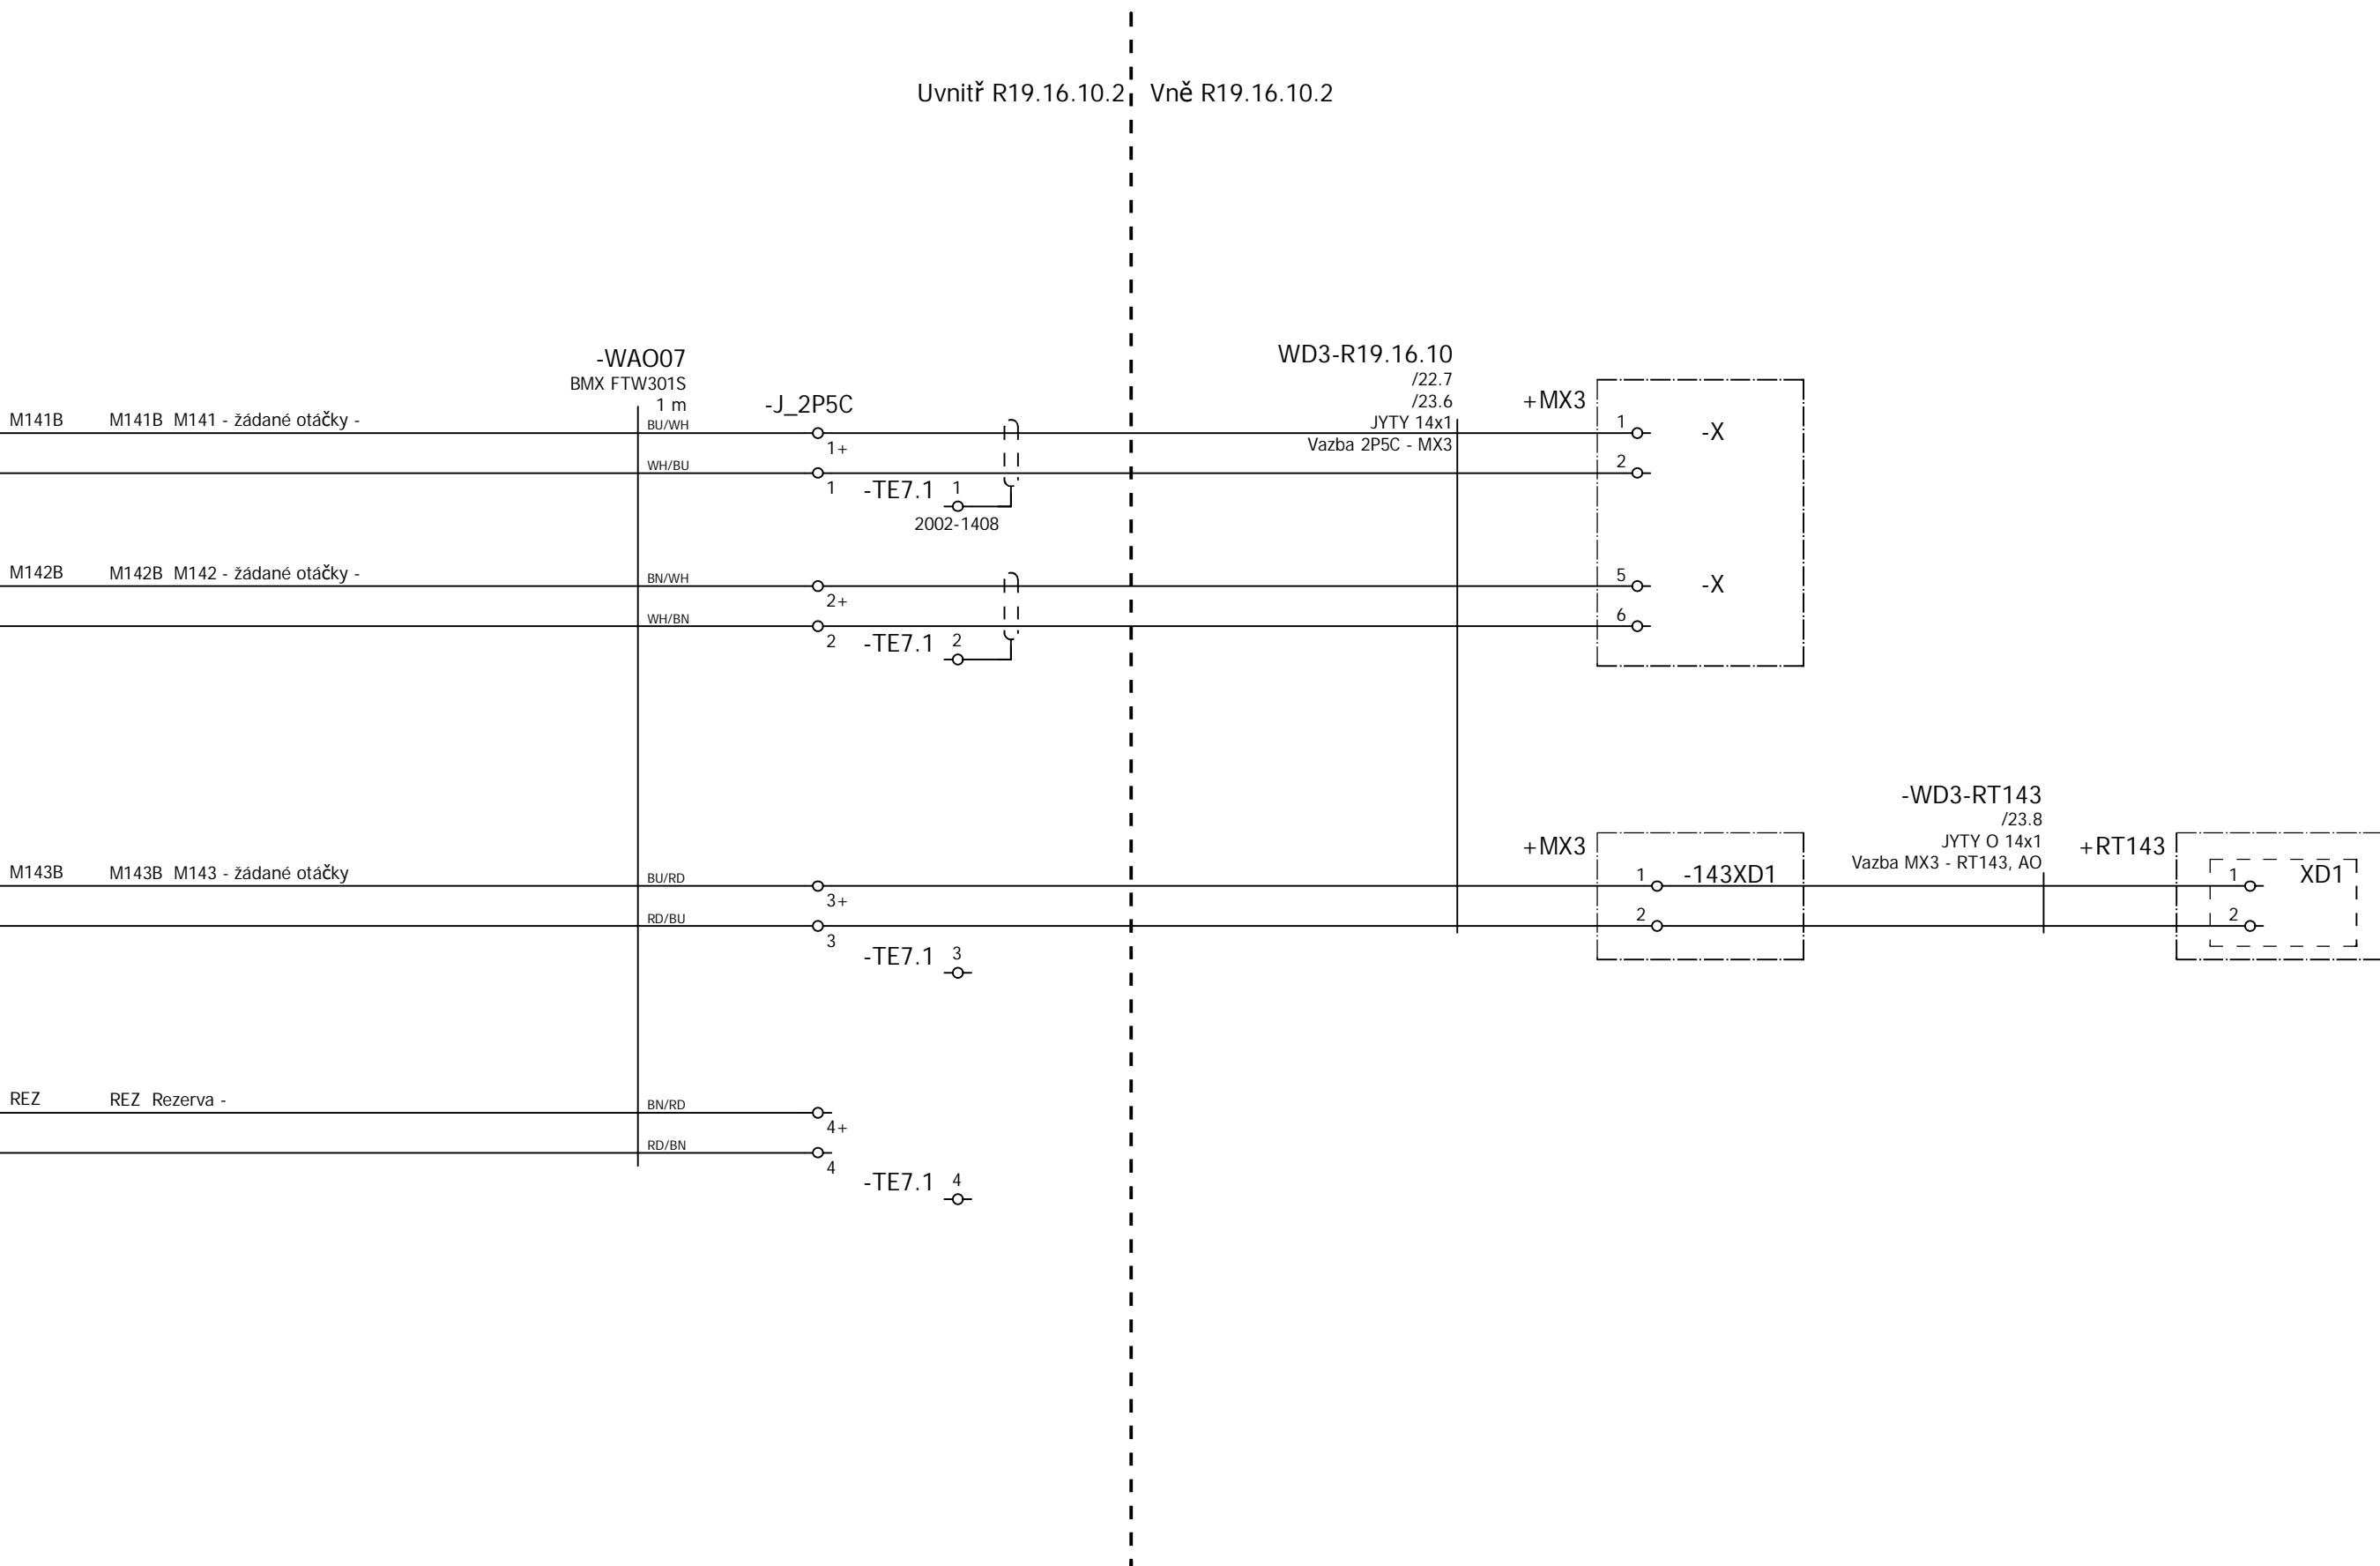 Uvnitř R19.16.10.2 Vně R19.16.10.2
-WAO07
BMX FTW301S
1 m
-J_2P5C
WD3-R19.16.10
/22.7
/23.6
JYTY 14x1
Vazba 2P5C - MX3
+MX3
M141B M141B M141 - žádané otáčky -
BU/WH
1+
1
-X
WH/BU
1
2
-TE7.1 1
2002-1408
M142B M142B M142 - žádané otáčky -
BN/WH
2+
5
-X
WH/BN
2
6
-TE7.1 2
-WD3-RT143
/23.8
JYTY O 14x1
Vazba MX3 - RT143, AO
+MX3
+RT143
M143B M143B M143 - žádané otáčky
BU/RD
3+
1 -143XD1
1 XD1
RD/BU
3
2
2
-TE7.1 3
REZ REZ Rezerva -
BN/RD
4+
RD/BN
4
-TE7.1 4